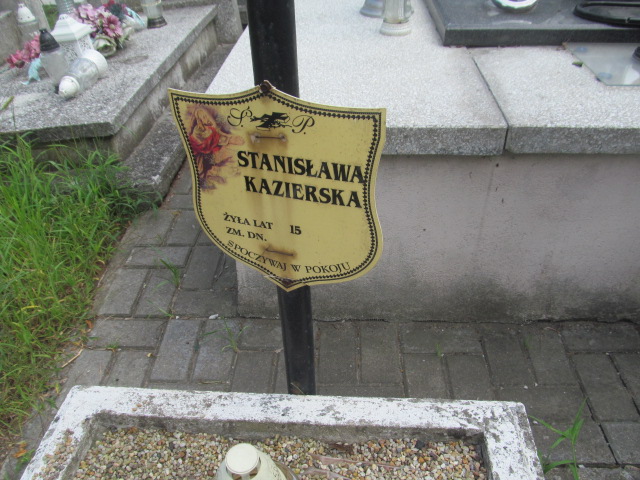 Ś P.
STANISŁAWA
KAZIERSKA
ŻYŁA LAT 15
ZM. DN.
SPOCZYWAJ W POKOJU